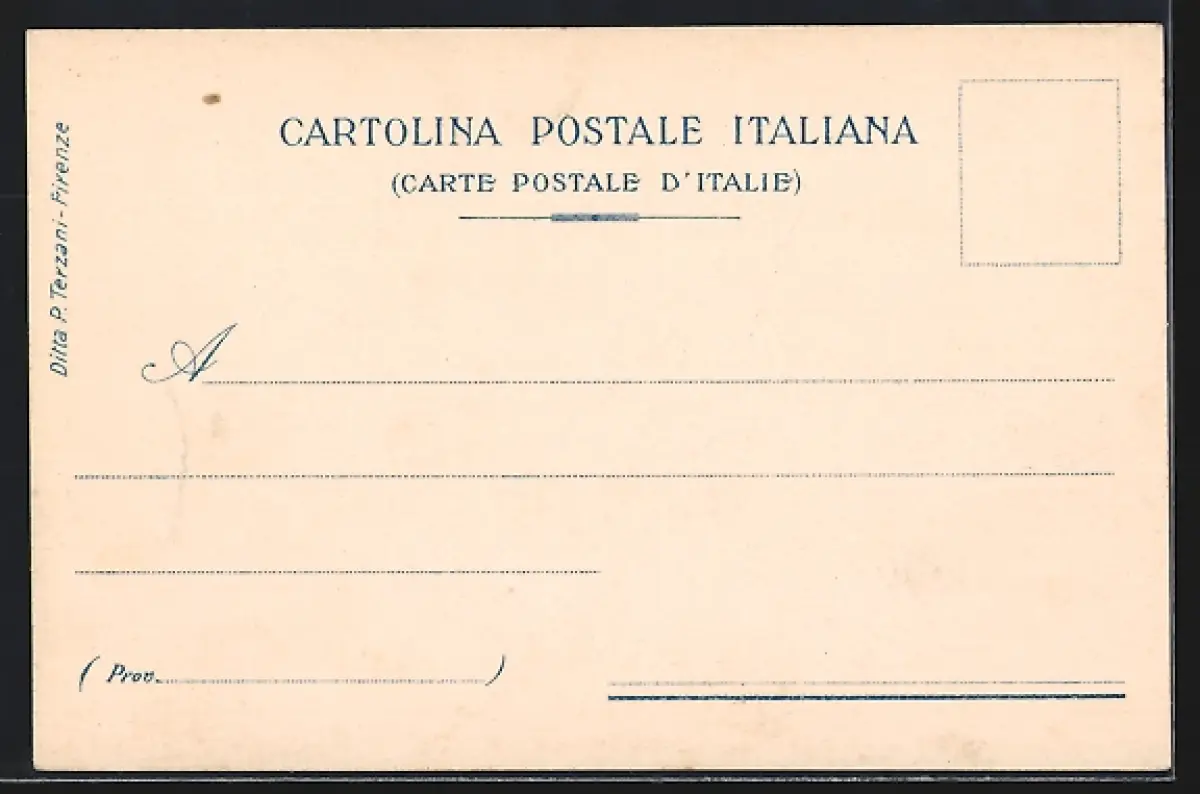 CARTOLINA POSTALE ITALIANA
(CARTE POSTALE D'ITALIE)
Ditta P. Terzani - Firenze
A
( Prov. )